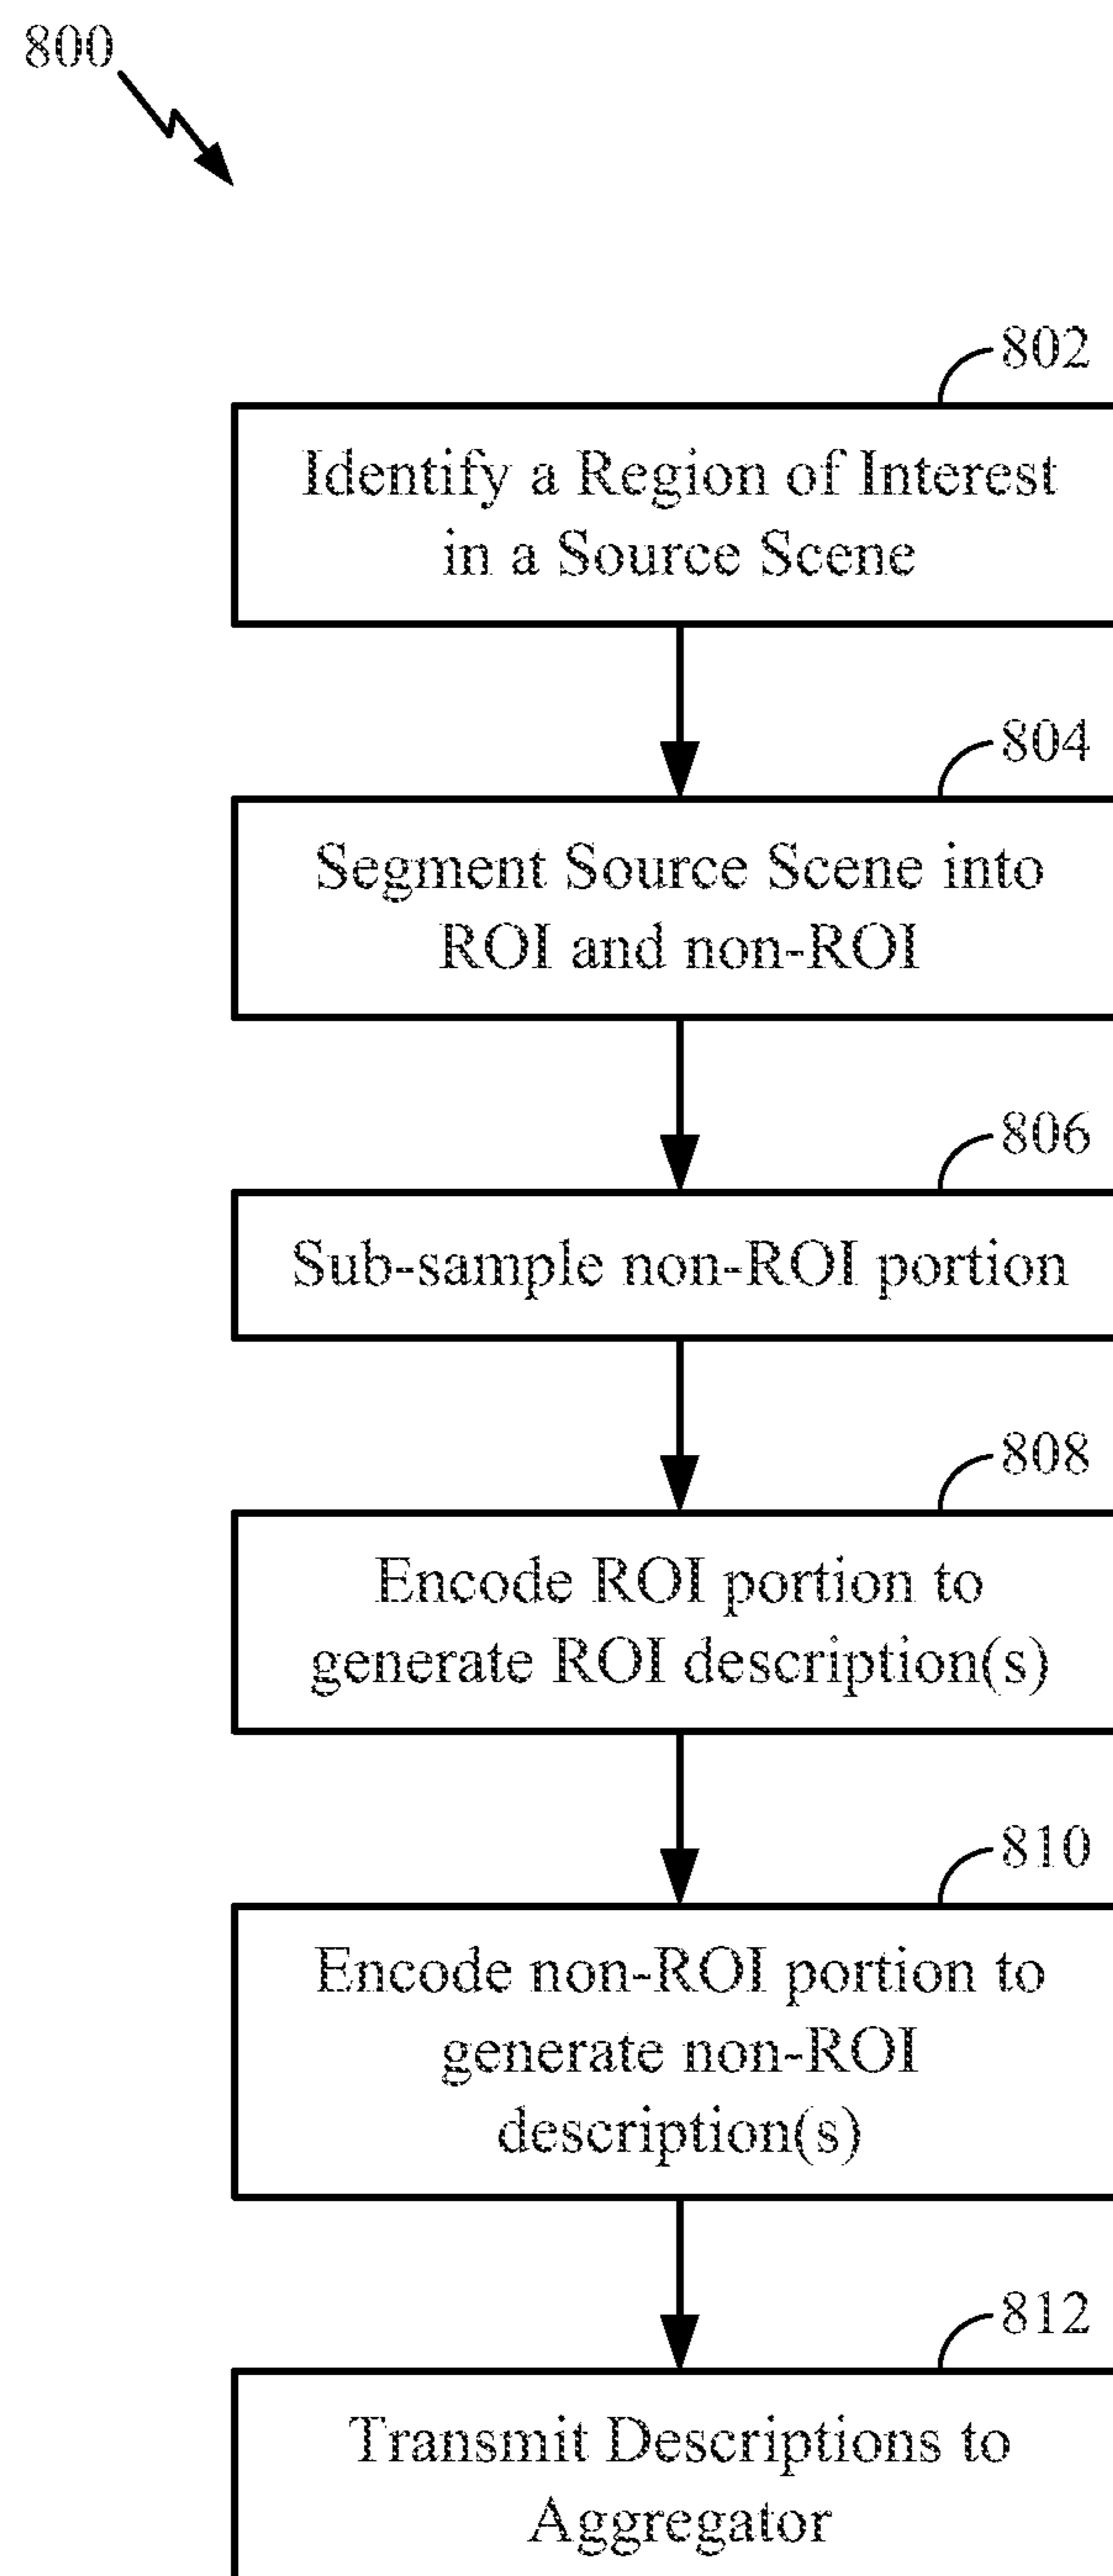 800
802
Identify a Region of Interest
in a Source Scene
804
Segment Source Scene into
ROI and non-ROI
806
Sub-sample non-ROI portion
808
Encode ROI portion to
generate ROI description(s)
810
Encode non-ROI portion to
generate non-ROI
description(s)
812
Transmit Descriptions to
Aggregator